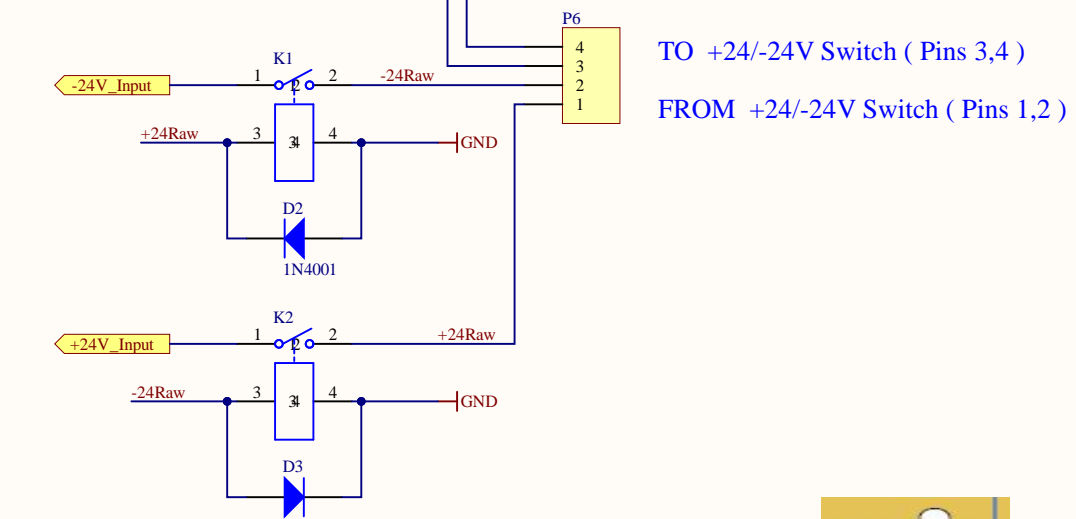 P6
4
3
2
1
TO +24/-24V Switch ( Pins 3,4 )
FROM +24/-24V Switch ( Pins 1,2 )
K1
-24V_Input
1
2
-24Raw
+24Raw
3
4
GND
D2
1N4001
K2
+24V_Input
1
2
+24Raw
-24Raw
3
4
GND
D3